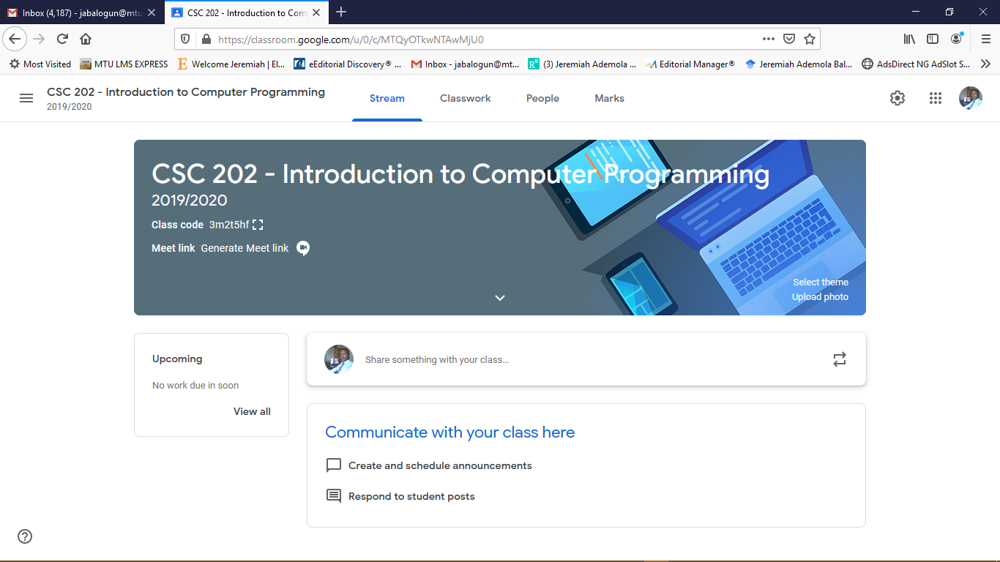 Inbox (4,187) - jabalogun@mtu
CSC 202 - Introduction to Com
https://classroom.google.com/u/0/c/MTQyOTkwNTAwMjU0
Most Visited MTU LMS EXPRESS Welcome Jeremiah | El... eEditorial Discovery® ... Inbox - jabalogun@mt... (3) Jeremiah Ademola ... Editorial Manager® Jeremiah Ademola Bal... AdsDirect NG AdSlot S...
CSC 202 - Introduction to Computer Programming
2019/2020
Stream Classwork People Marks
CSC 202 - Introduction to Computer Programming
2019/2020
Class code 3m2t5hf
Meet link Generate Meet link
Select theme
Upload photo
Upcoming
No work due in soon
View all
Share something with your class...
Communicate with your class here
Create and schedule announcements
Respond to student posts